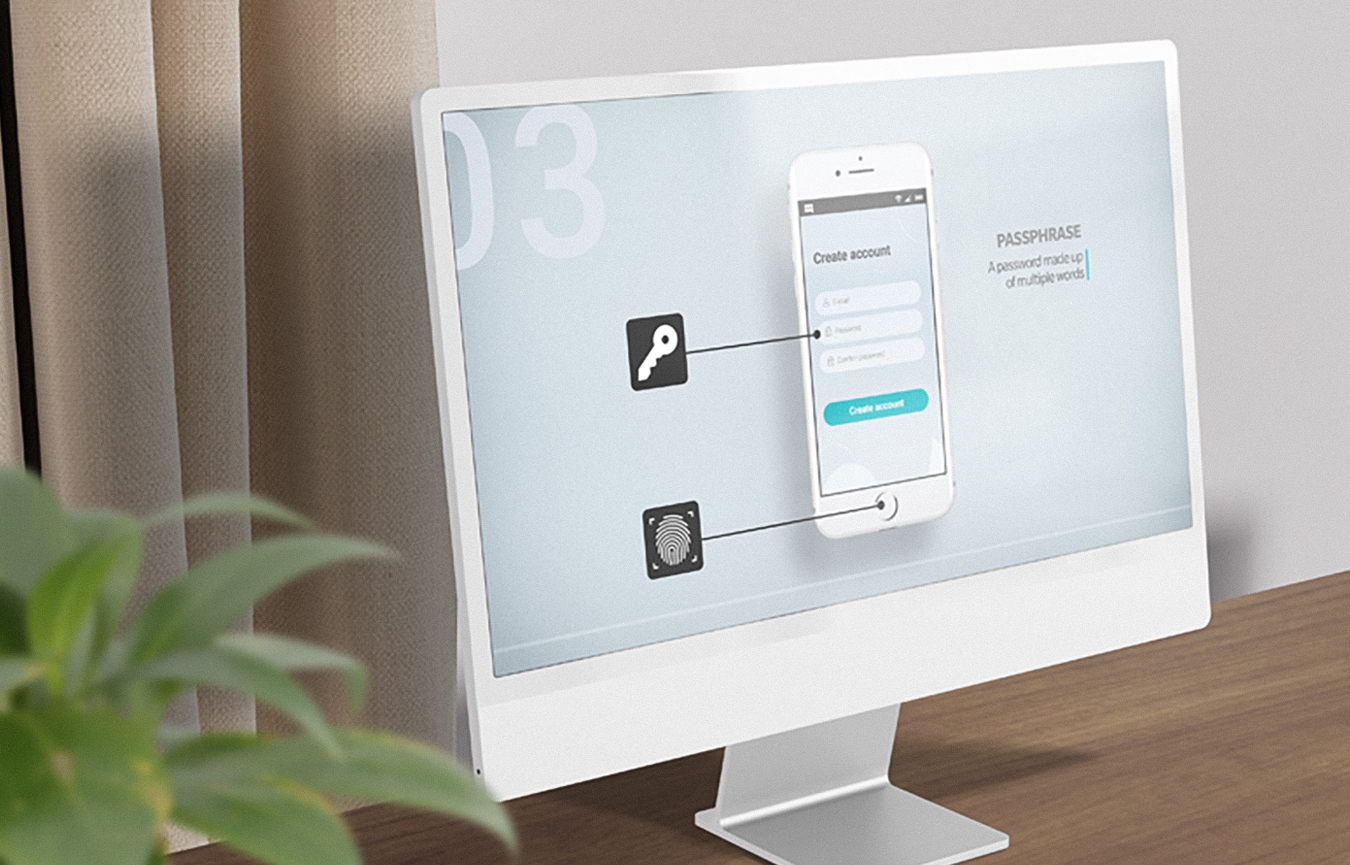 03
Create account
E-mail
Password
Confirm password
Create account
PASSPHRASE
A password made up
of multiple words